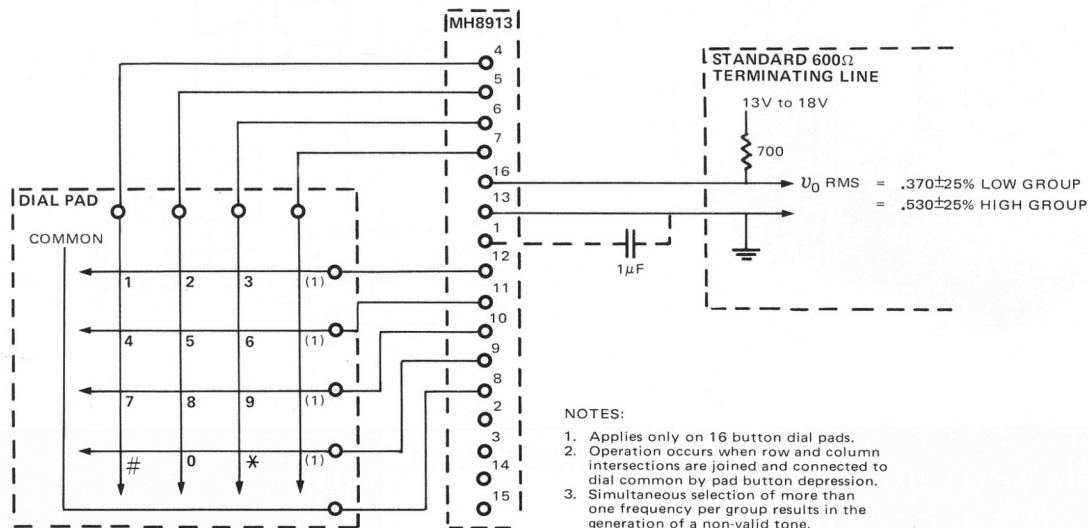 MH8913
4
5
6
7
16
13
1
12
11
10
9
8
2
3
14
15
DIAL PAD
COMMON
1 2 3 (1)
4 5 6 (1)
7 8 9 (1)
# 0 * (1)
1μF
STANDARD 600Ω
TERMINATING LINE
13V to 18V
700
υ0 RMS = .370±25% LOW GROUP
= .530±25% HIGH GROUP
NOTES:
1. Applies only on 16 button dial pads.
2. Operation occurs when row and column
intersections are joined and connected to
dial common by pad button depression.
3. Simultaneous selection of more than
one frequency per group results in the
generation of a non-valid tone.